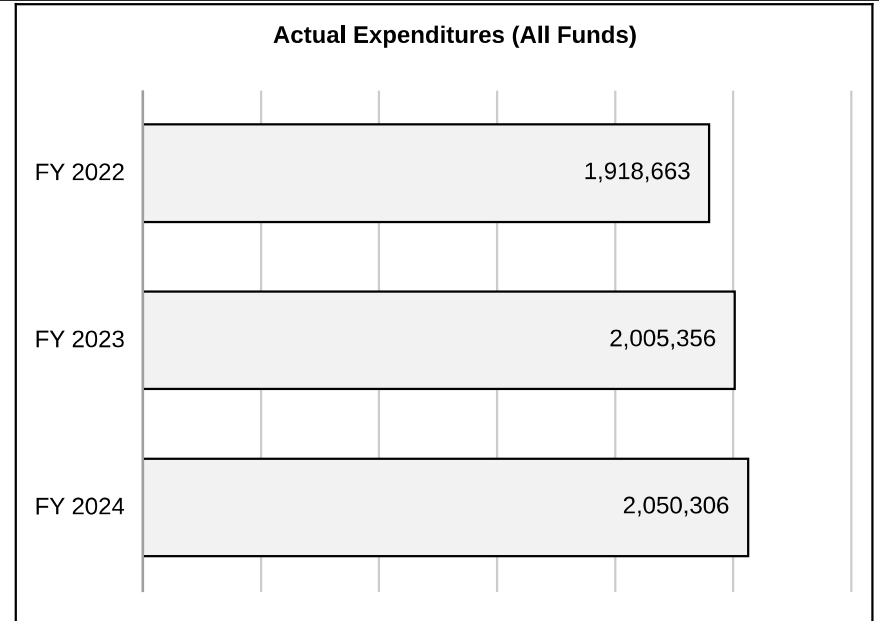 Actual Expenditures (All Funds)
FY 2022
1,918,663
FY 2023
2,005,356
FY 2024
2,050,306